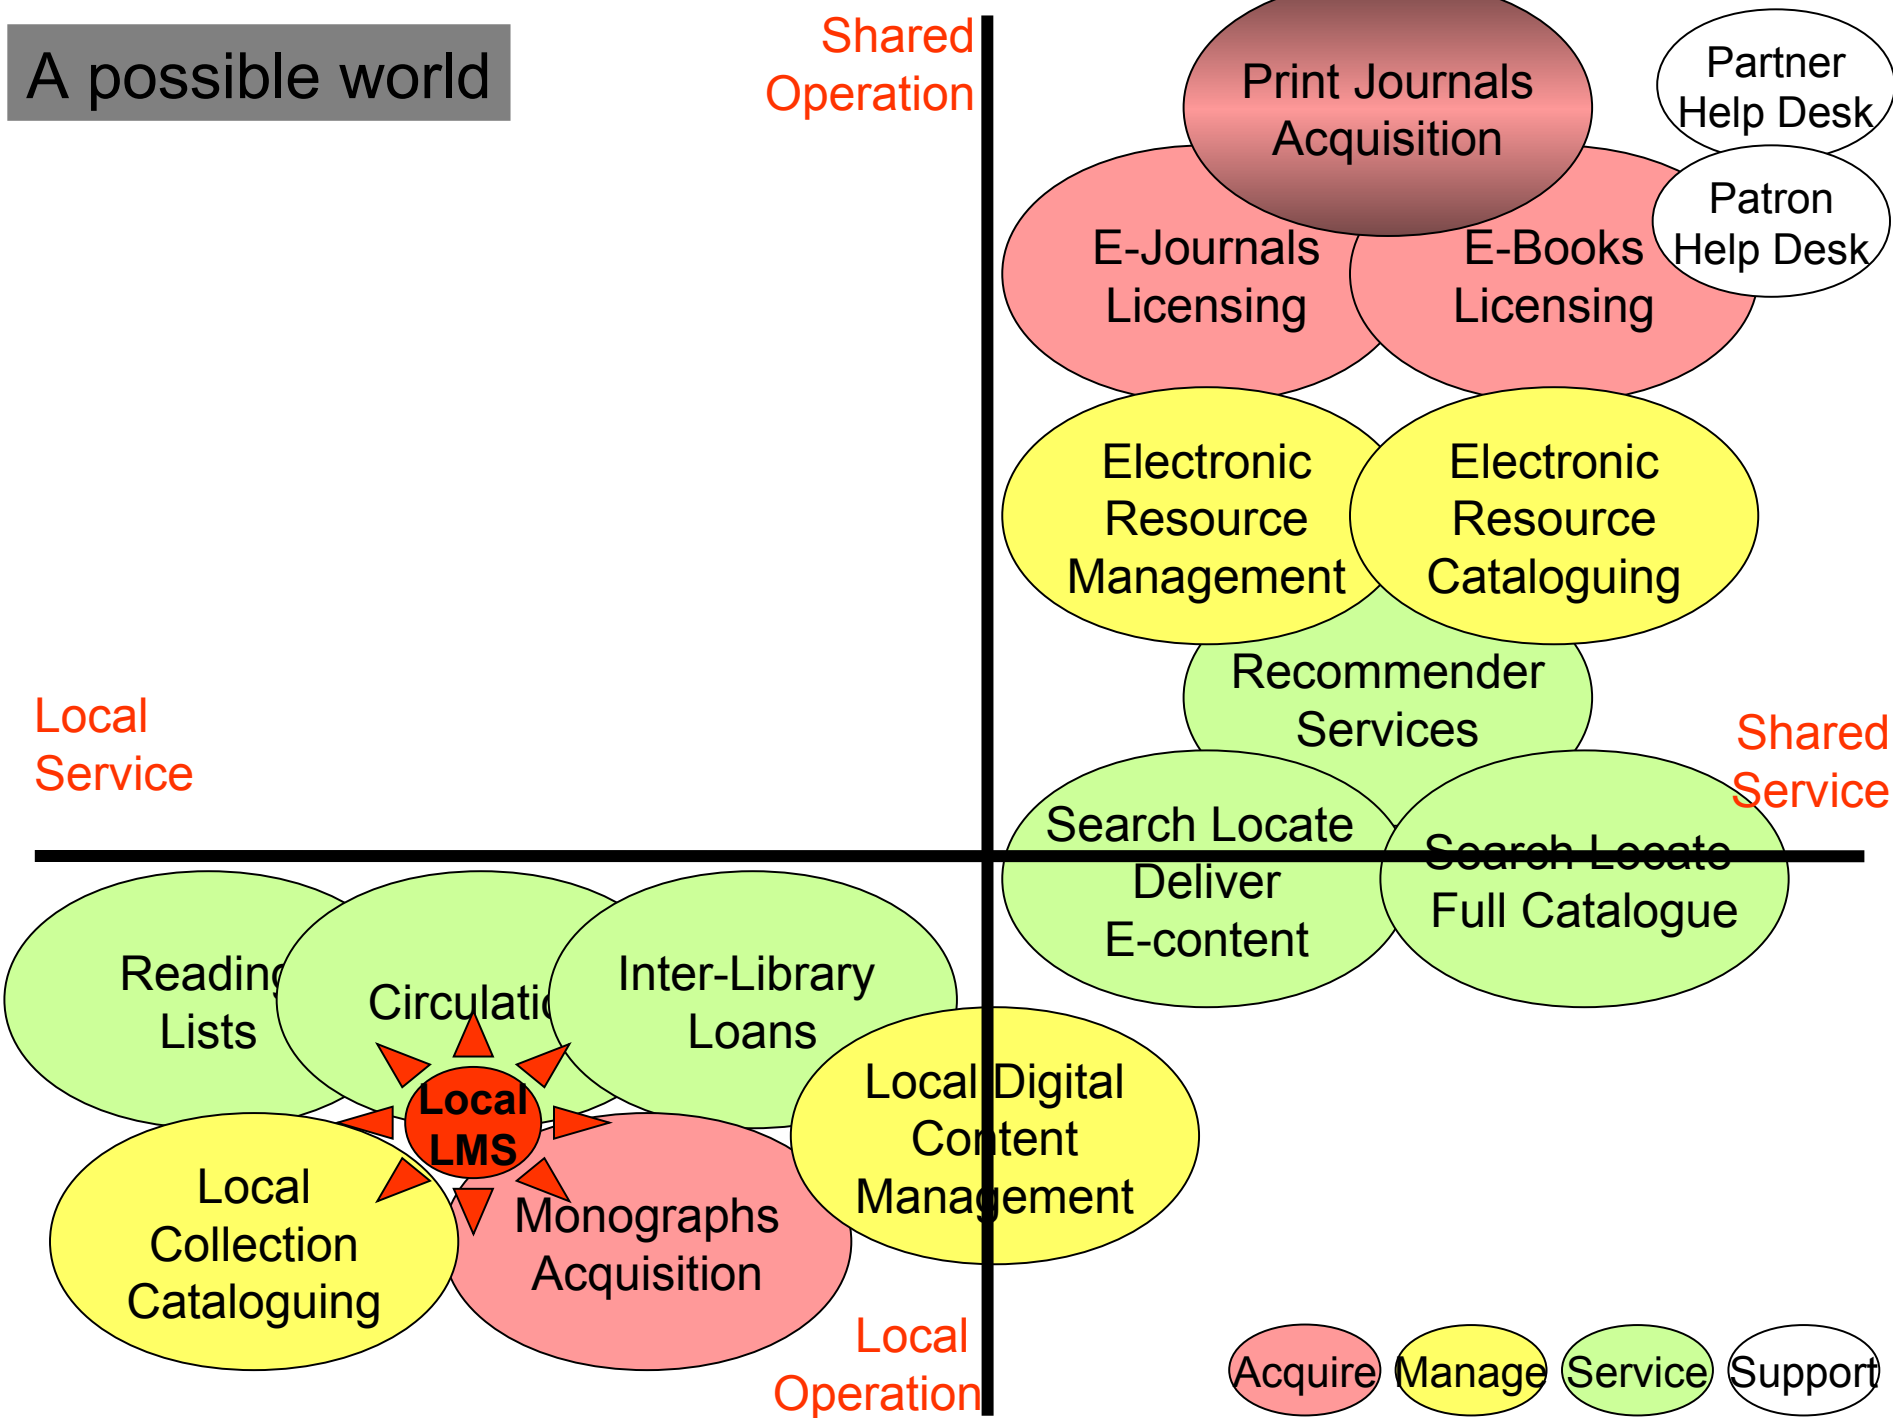 A possible world
Shared
Operation
Print Journals
Acquisition
Partner
Help Desk
Patron
Help Desk
E-Journals
Licensing
E-Books
Licensing
Electronic
Resource
Management
Electronic
Resource
Cataloguing
Recommender
Services
Local
Service
Shared
Service
Search Locate
Deliver
E-content
Search Locate
Full Catalogue
Reading
Lists
Circulatio
Inter-Library
Loans
Local Digital
Content
Management
Local
LMS
Local
Collection
Cataloguing
Monographs
Acquisition
Local
Operation
Acquire
Manage
Service
Support